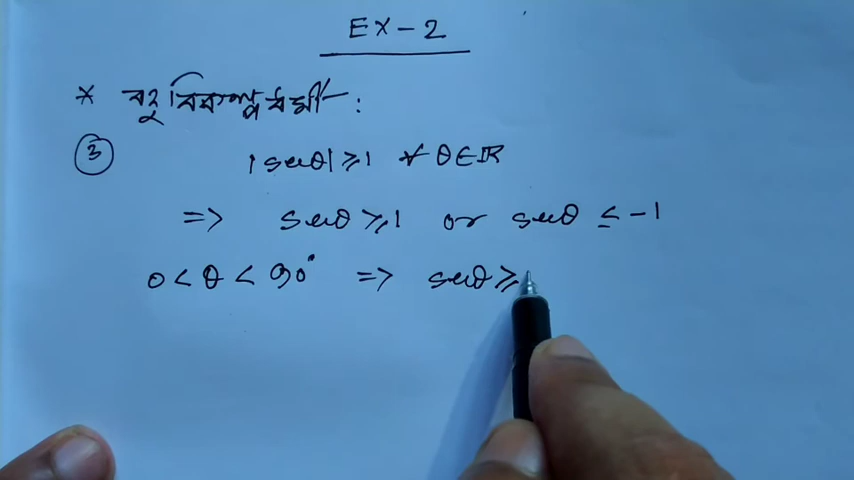 EX-2
* বহু বিকল্পধর্মী :
③ |secθ| ⩾ 1 ∀ θ∈ℝ
=> secθ ⩾ 1 or secθ ≤ -1
0 < θ < 90° => secθ ⩾